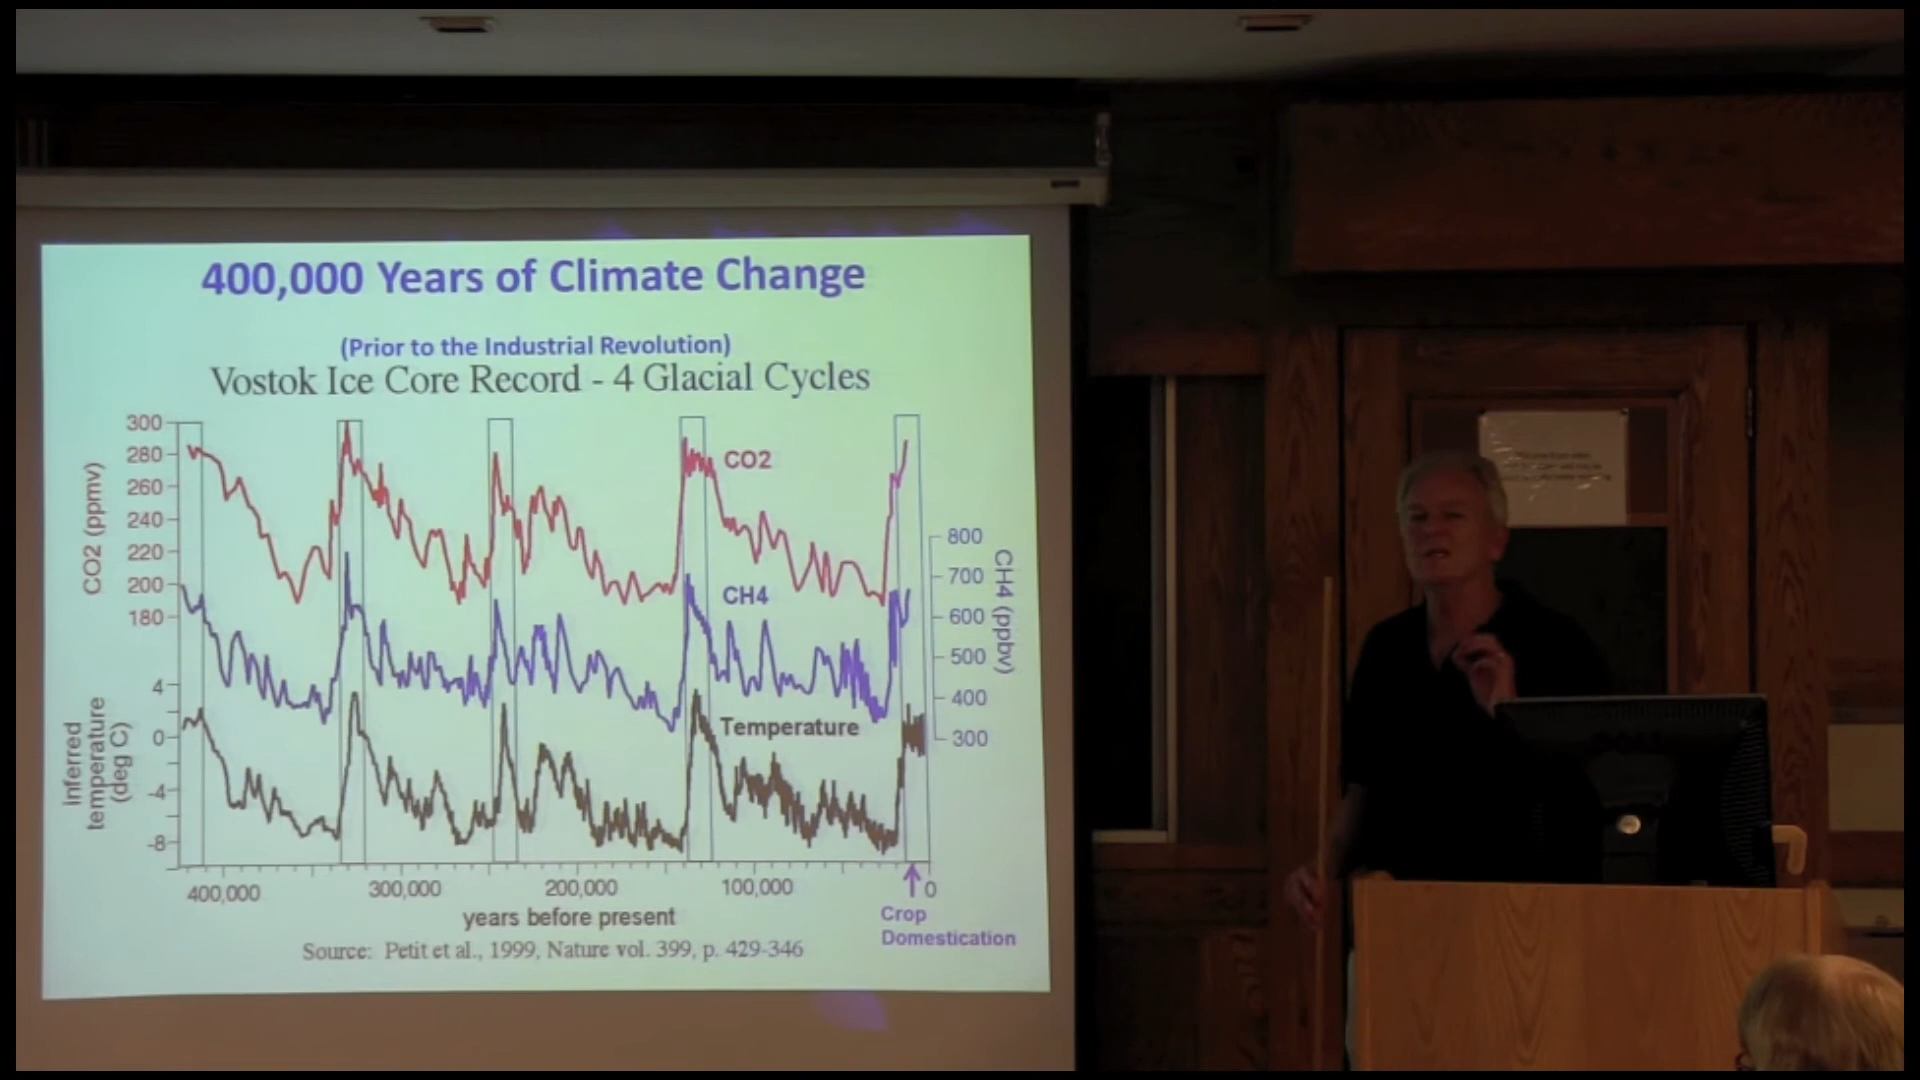 400,000 Years of Climate Change
(Prior to the Industrial Revolution)
Vostok Ice Core Record - 4 Glacial Cycles
300
280
260
240
220
200
180
CO2 (ppmv)
CO2
CH4
Temperature
800
700
600
500
400
300
CH4 (ppbv)
4
0
-4
-8
Inferred
temperature
(deg C)
400,000
300,000
200,000
100,000
0
years before present
Crop
Domestication
Source: Petit et al., 1999, Nature vol. 399, p. 429-346